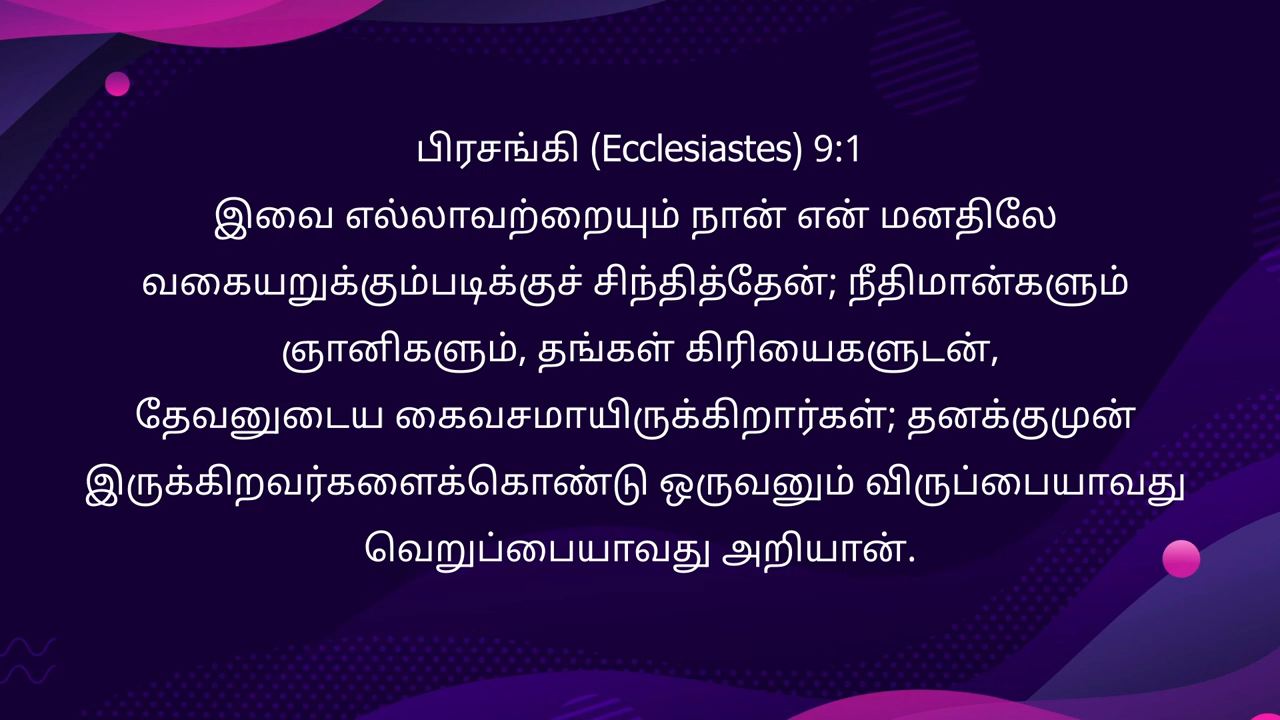 பிரசங்கி (Ecclesiastes) 9:1
இவை எல்லாவற்றையும் நான் என் மனதிலே
வகையறுக்கும்படிக்குச் சிந்தித்தேன்; நீதிமான்களும்
ஞானிகளும், தங்கள் கிரியைகளுடன்,
தேவனுடைய கைவசமாயிருக்கிறார்கள்; தனக்குமுன்
இருக்கிறவர்களைக்கொண்டு ஒருவனும் விருப்பையாவது
வெறுப்பையாவது அறியான்.